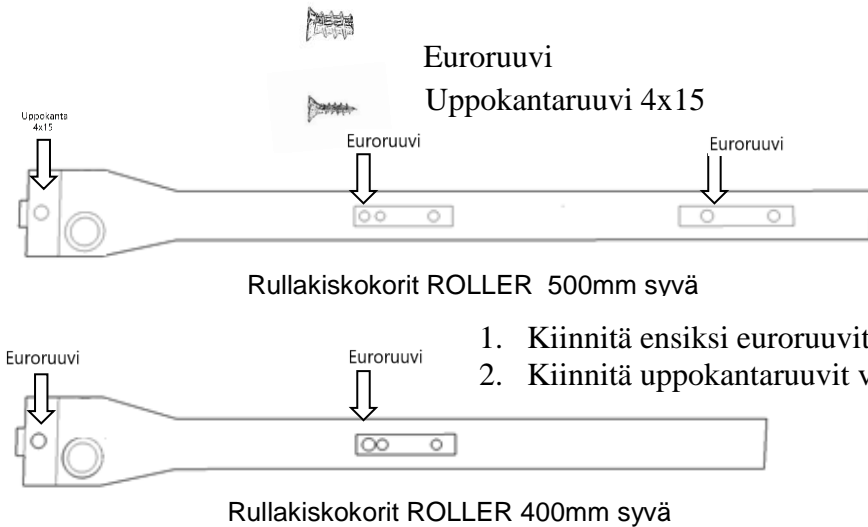 Euroruuvi
Uppokantaruuvi 4x15
Uppokanta
4x15
Euroruuvi
Euroruuvi
Rullakiskokorit ROLLER 500mm syvä
1. Kiinnitä ensiksi euroruuvit
2. Kiinnitä uppokantaruuvit v
Euroruuvi
Euroruuvi
Rullakiskokorit ROLLER 400mm syvä